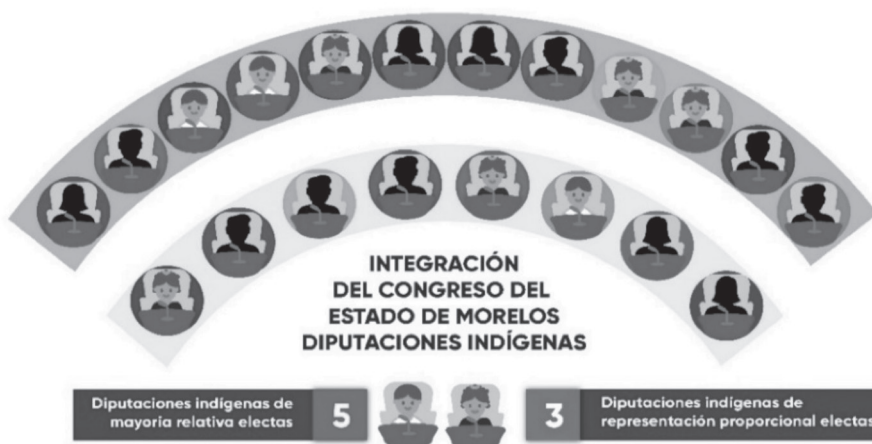 INTEGRACIÓN
DEL CONGRESO DEL
ESTADO DE MORELOS
DIPUTACIONES INDÍGENAS
Diputaciones indígenas de
mayoría relativa electas
5
3
Diputaciones indígenas de
representación proporcional electas